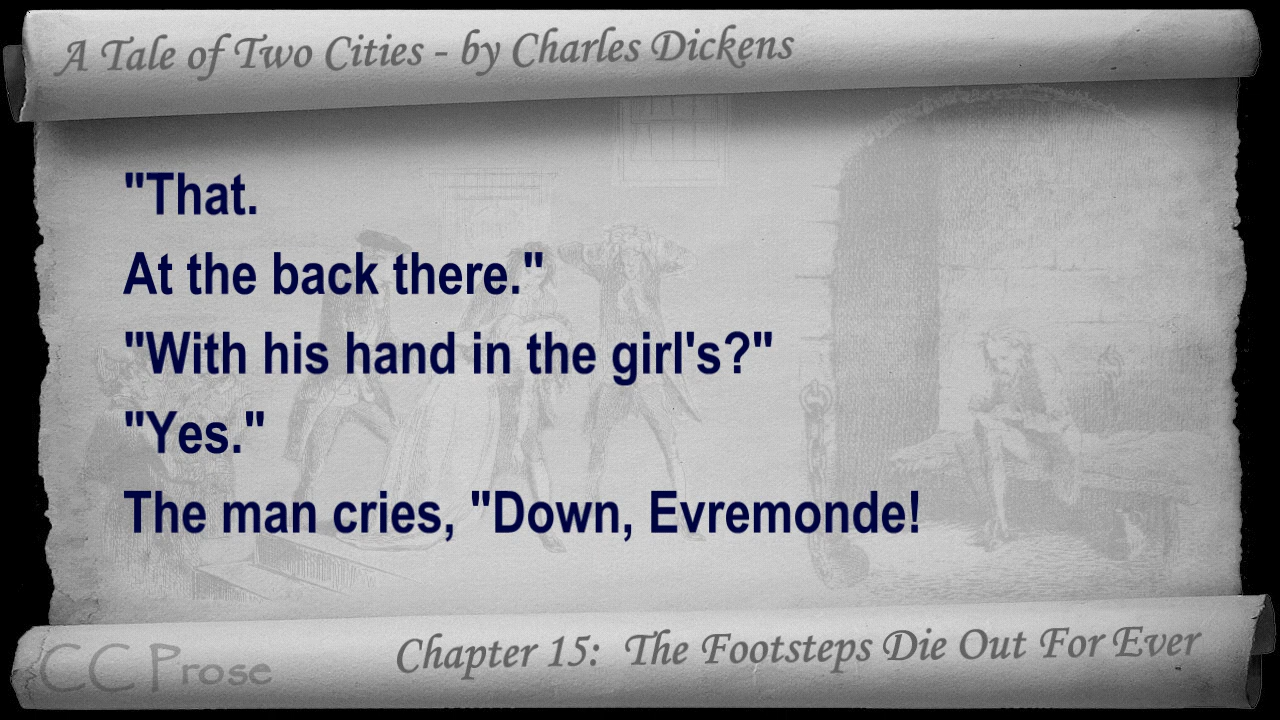 A Tale of Two Cities - by Charles Dickens
"That.
At the back there."
"With his hand in the girl's?"
"Yes."
The man cries, "Down, Evremonde!
Chapter 15: The Footsteps Die Out For Ever
CC Prose